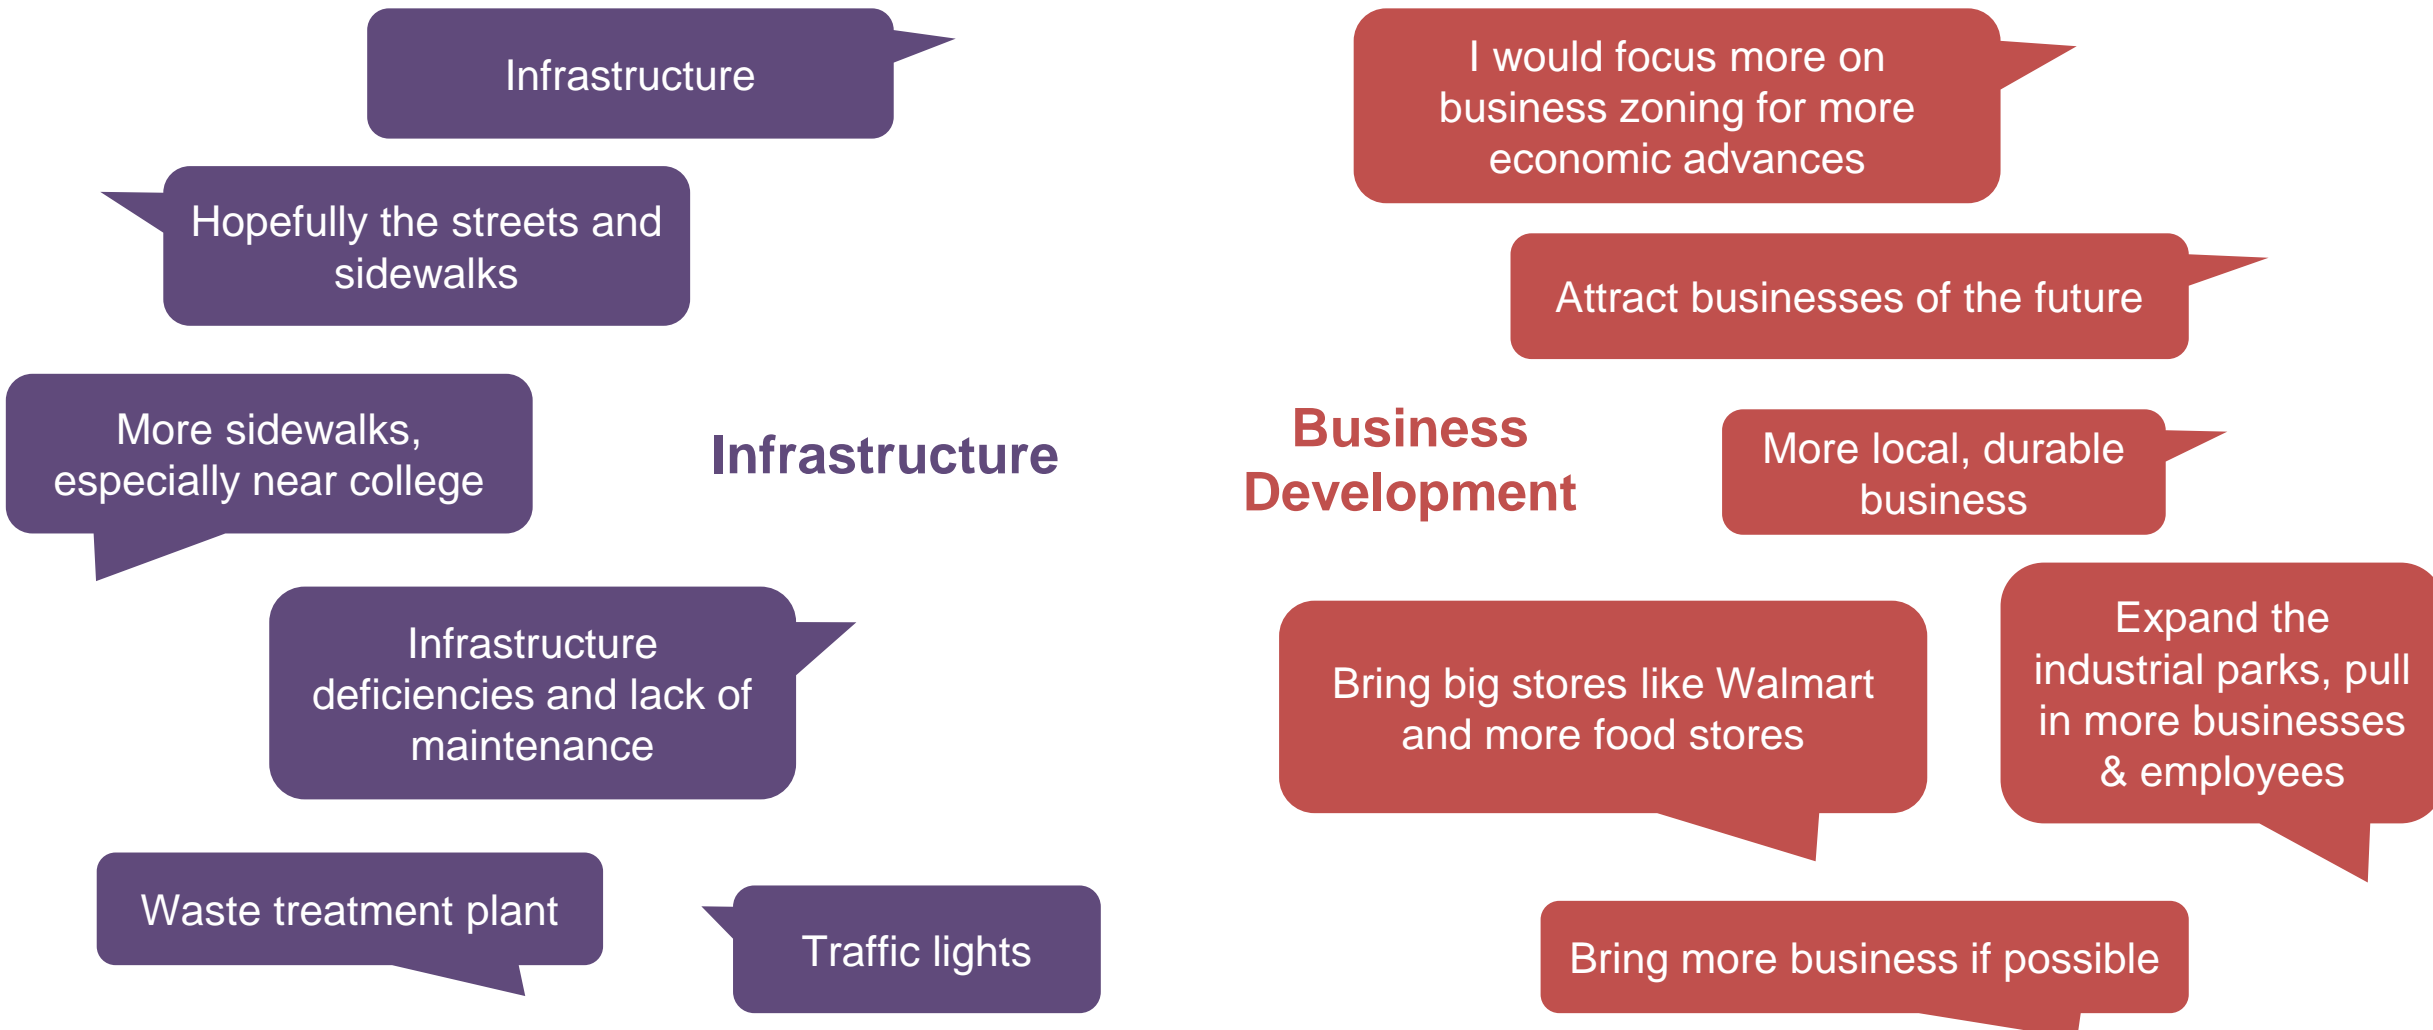 Infrastructure
Hopefully the streets and
sidewalks
More sidewalks,
especially near college
Infrastructure
Infrastructure
deficiencies and lack of
maintenance
Waste treatment plant
Traffic lights
I would focus more on
business zoning for more
economic advances
Attract businesses of the future
Business
Development
More local, durable
business
Bring big stores like Walmart
and more food stores
Expand the
industrial parks, pull
in more businesses
& employees
Bring more business if possible